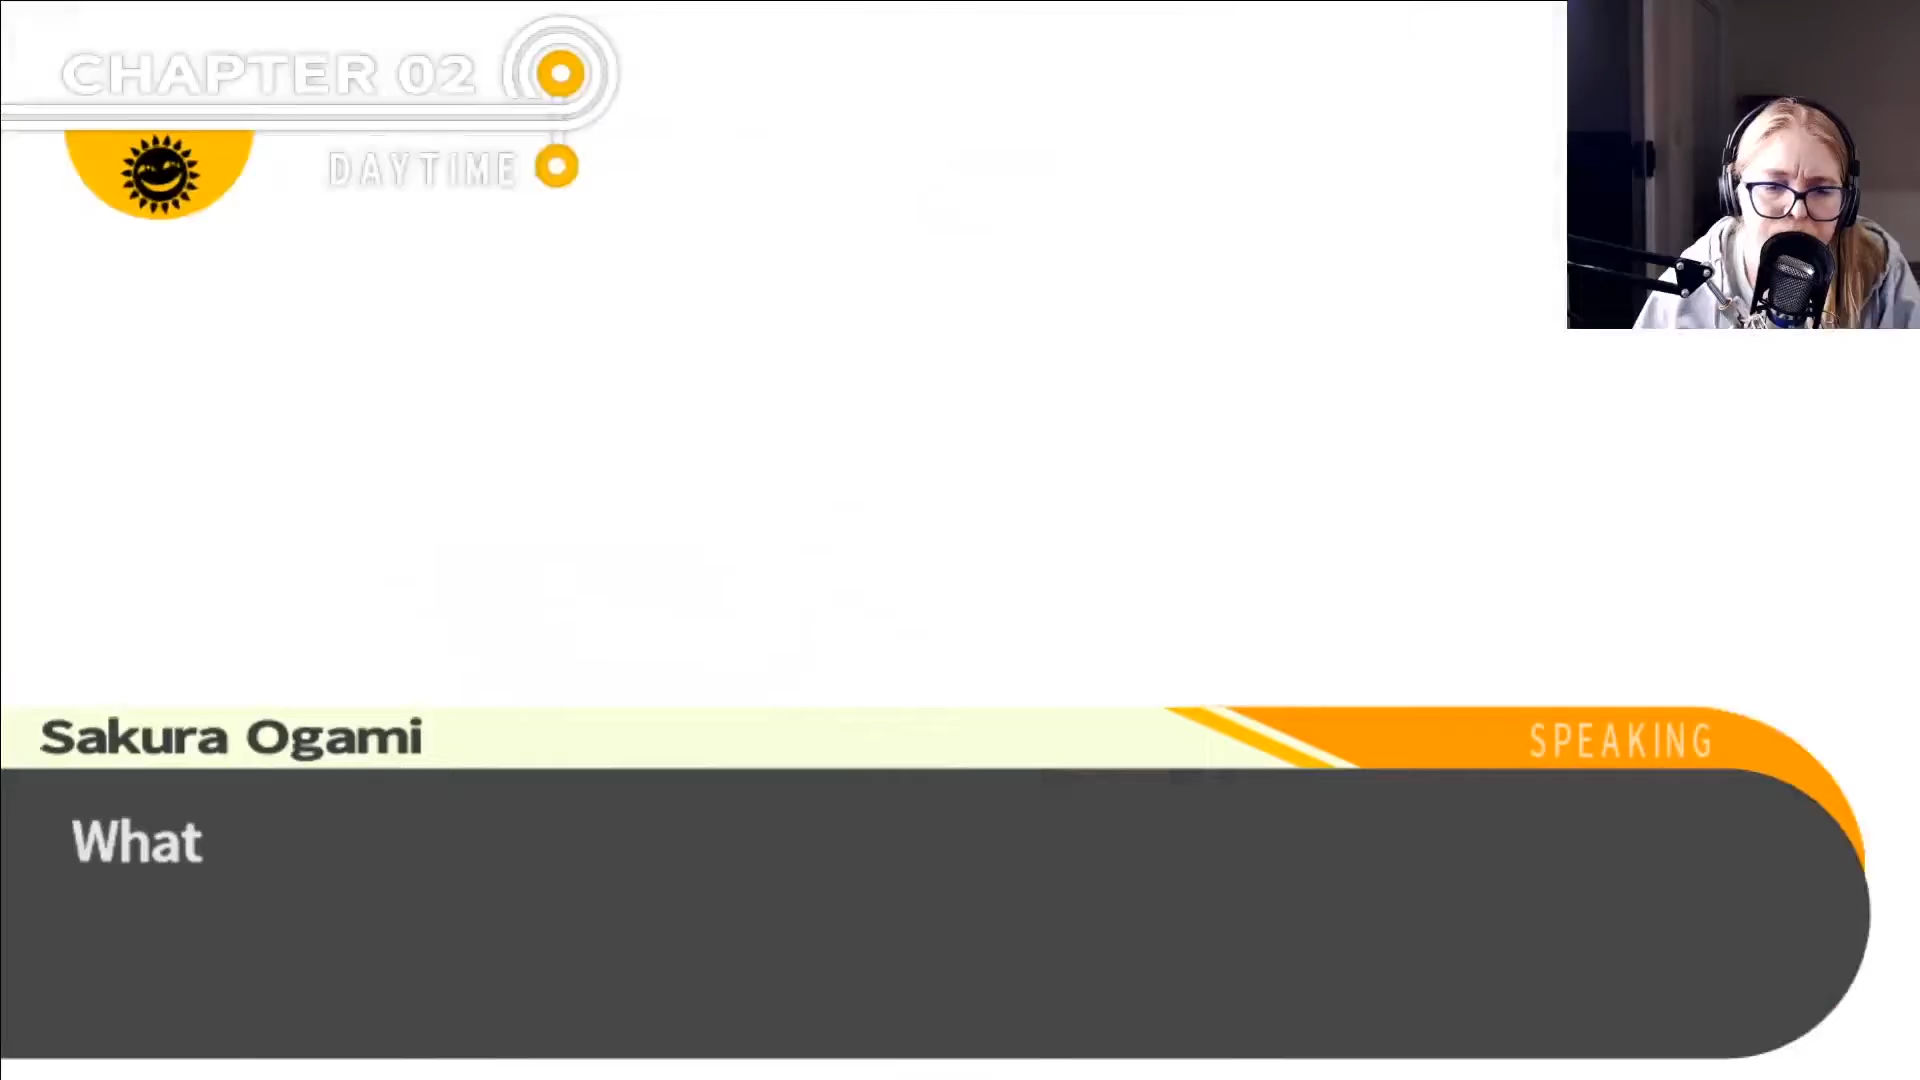 CHAPTER 02
DAYTIME
Sakura Ogami
SPEAKING
What